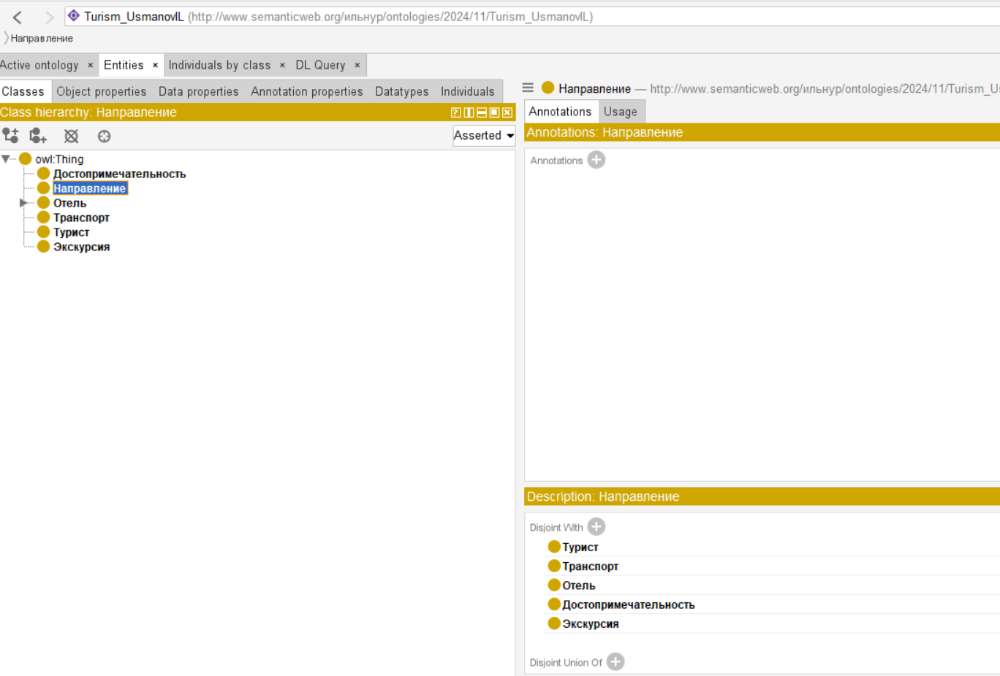 Turism_UsmanovIL (http://www.semanticweb.org/ильнур/ontologies/2024/11/Turism_UsmanovIL)
Направление
Active ontology × Entities × Individuals by class × DL Query ×
Classes Object properties Data properties Annotation properties Datatypes Individuals
Class hierarchy: Направление
Asserted
owl:Thing
Достопримечательность
Направление
Отель
Транспорт
Турист
Экскурсия
Направление — http://www.semanticweb.org/ильнур/ontologies/2024/11/Turism_Us
Annotations Usage
Annotations: Направление
Annotations
Description: Направление
Disjoint With
Турист
Транспорт
Отель
Достопримечательность
Экскурсия
Disjoint Union Of